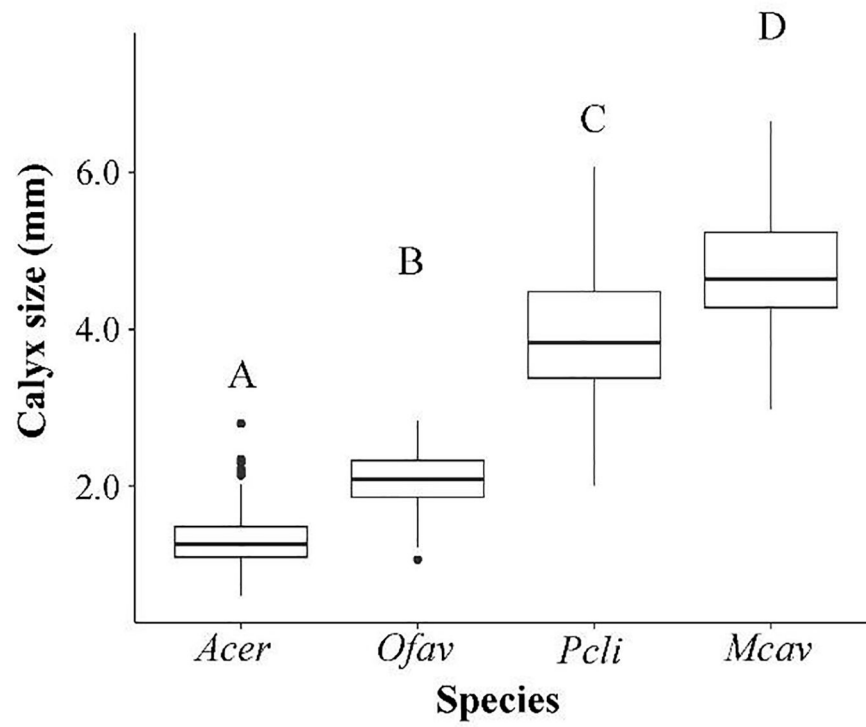 D
C
6.0
B
4.0
A
2.0
Calyx size (mm)
Acer Ofav Pcli Mcav
Species